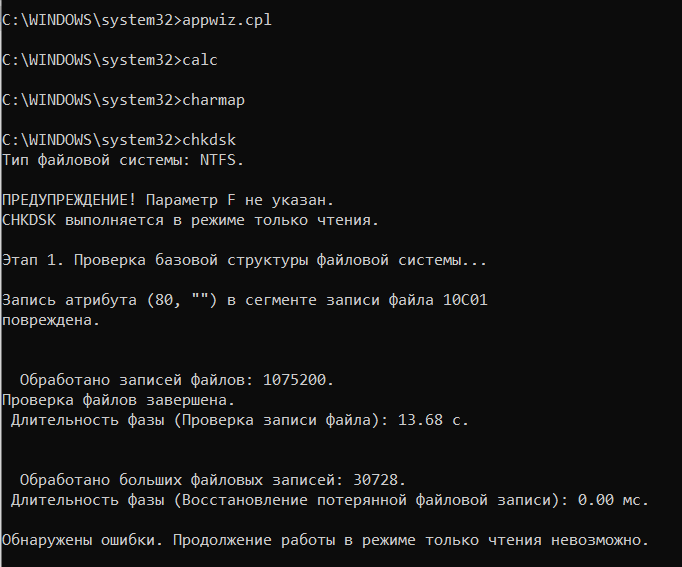 C:\WINDOWS\system32>appwiz.cpl
C:\WINDOWS\system32>calc
C:\WINDOWS\system32>charmap
C:\WINDOWS\system32>chkdsk
Тип файловой системы: NTFS.
ПРЕДУПРЕЖДЕНИЕ! Параметр F не указан.
CHKDSK выполняется в режиме только чтения.
Этап 1. Проверка базовой структуры файловой системы...
Запись атрибута (80, "") в сегменте записи файла 10C01
повреждена.
Обработано записей файлов: 1075200.
Проверка файлов завершена.
Длительность фазы (Проверка записи файла): 13.68 с.
Обработано больших файловых записей: 30728.
Длительность фазы (Восстановление потерянной файловой записи): 0.00 мс.
Обнаружены ошибки. Продолжение работы в режиме только чтения невозможно.